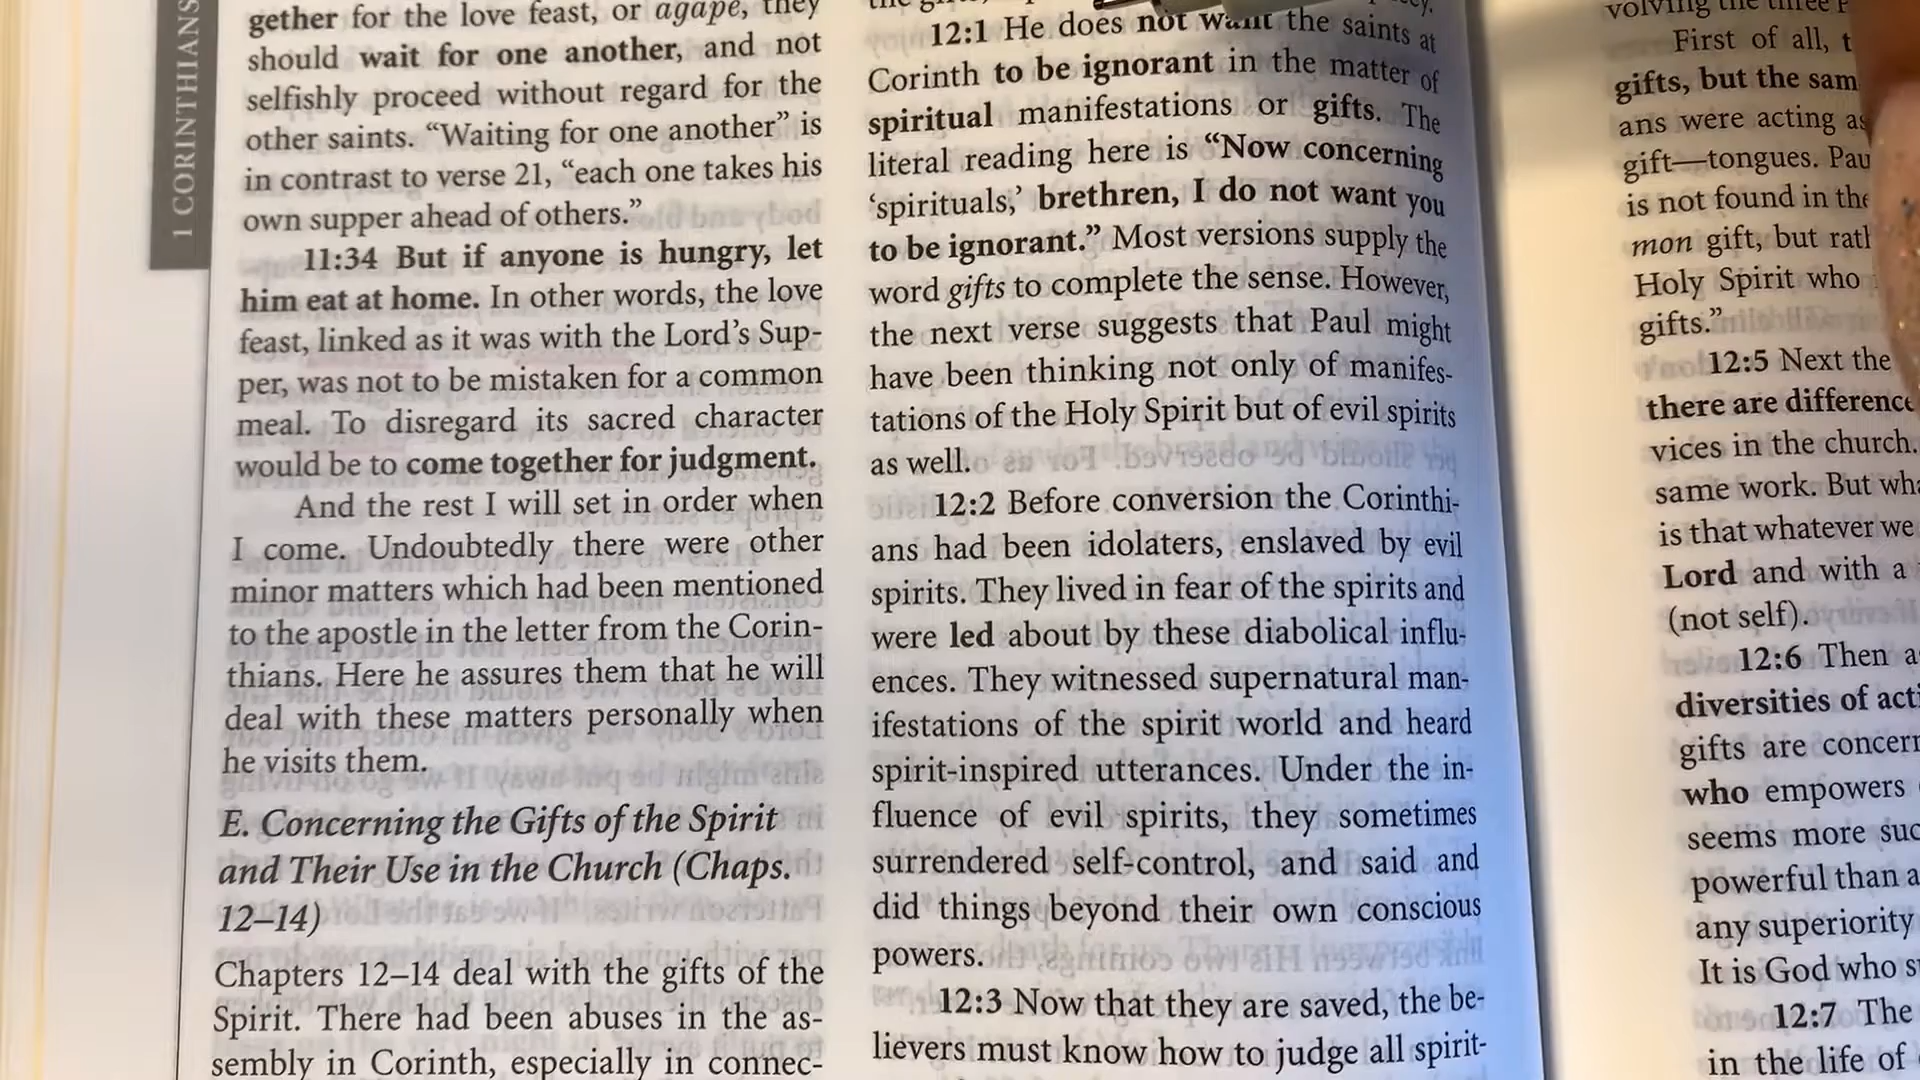 1 CORINTHIANS
gether for the love feast, or agape, they
should wait for one another, and not
selfishly proceed without regard for the
other saints. “Waiting for one another” is
in contrast to verse 21, “each one takes his
own supper ahead of others.”
11:34 But if anyone is hungry, let
him eat at home. In other words, the love
feast, linked as it was with the Lord’s Sup-
per, was not to be mistaken for a common
meal. To disregard its sacred character
would be to come together for judgment.
And the rest I will set in order when
I come. Undoubtedly there were other
minor matters which had been mentioned
to the apostle in the letter from the Corin-
thians. Here he assures them that he will
deal with these matters personally when
he visits them.
E. Concerning the Gifts of the Spirit
and Their Use in the Church (Chaps.
12–14)
Chapters 12–14 deal with the gifts of the
Spirit. There had been abuses in the as-
sembly in Corinth, especially in connec-
12:1 He does not want the saints at
Corinth to be ignorant in the matter of
spiritual manifestations or gifts. The
literal reading here is “Now concerning
‘spirituals,’ brethren, I do not want you
to be ignorant.” Most versions supply the
word gifts to complete the sense. However,
the next verse suggests that Paul might
have been thinking not only of manifes-
tations of the Holy Spirit but of evil spirits
as well.
12:2 Before conversion the Corinthi-
ans had been idolaters, enslaved by evil
spirits. They lived in fear of the spirits and
were led about by these diabolical influ-
ences. They witnessed supernatural man-
ifestations of the spirit world and heard
spirit-inspired utterances. Under the in-
fluence of evil spirits, they sometimes
surrendered self-control, and said and
did things beyond their own conscious
powers.
12:3 Now that they are saved, the be-
lievers must know how to judge all spirit-
volving the three
First of all,
gifts, but the sam
ans were acting as
gift—tongues. Pau
is not found in the
mon gift, but rat
Holy Spirit who
gifts.”
12:5 Next the
there are difference
vices in the church.
same work. But wha
is that whatever we
Lord and with a
(not self).
12:6 Then a
diversities of acti
gifts are concern
who empowers
seems more suc
powerful than a
any superiority
It is God who s
12:7 The
in the life of